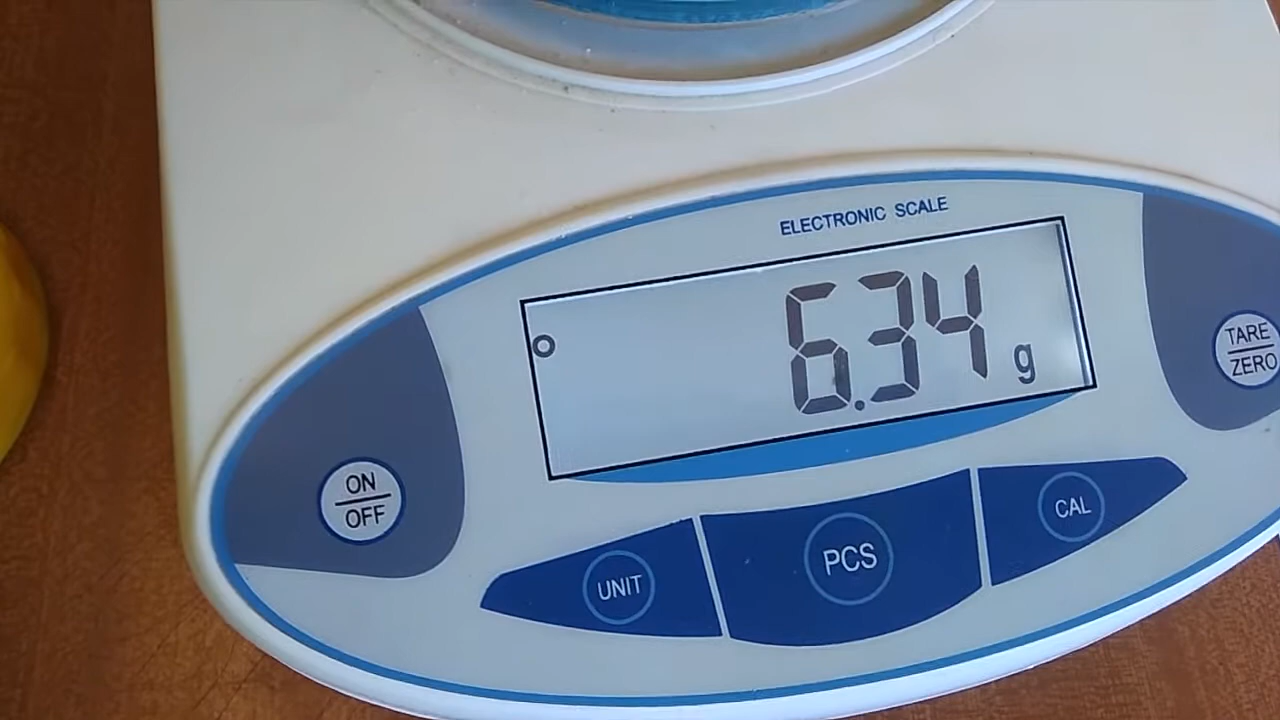 ELECTRONIC SCALE
6.34 g
TARE
ZERO
ON
OFF
UNIT
PCS
CAL